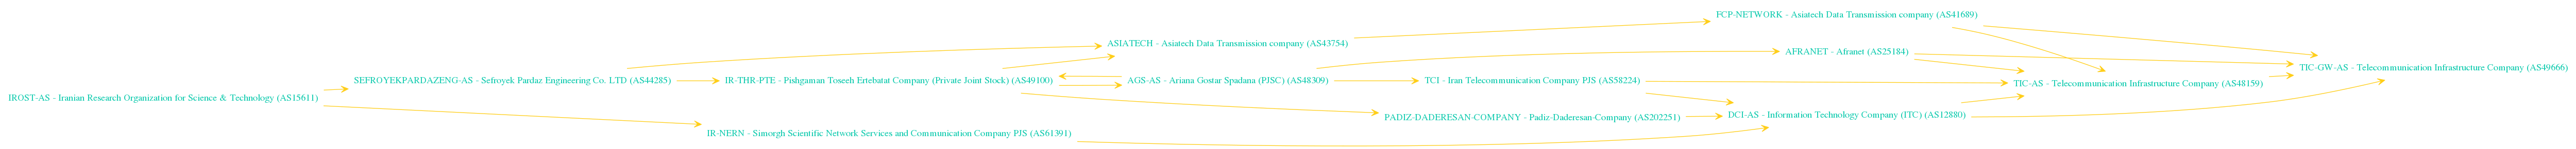 FCP-NETWORK - Asiatech Data Transmission company (AS41689)
ASIATECH - Asiatech Data Transmission company (AS43754)
AFRANET - Afranet (AS25184)
TIC-GW-AS - Telecommunication Infrastructure Company (AS49666)
SEFROYEKPARDAZENG-AS - Sefroyek Pardaz Engineering Co. LTD (AS44285)
IR-THR-PTE - Pishgaman Toseeh Ertebatat Company (Private Joint Stock) (AS49100)
AGS-AS - Ariana Gostar Spadana (PJSC) (AS48309)
TCI - Iran Telecommunication Company PJS (AS58224)
TIC-AS - Telecommunication Infrastructure Company (AS48159)
IROST-AS - Iranian Research Organization for Science & Technology (AS15611)
PADIZ-DADERESAN-COMPANY - Padiz-Daderesan-Company (AS202251)
DCI-AS - Information Technology Company (ITC) (AS12880)
IR-NERN - Simorgh Scientific Network Services and Communication Company PJS (AS61391)